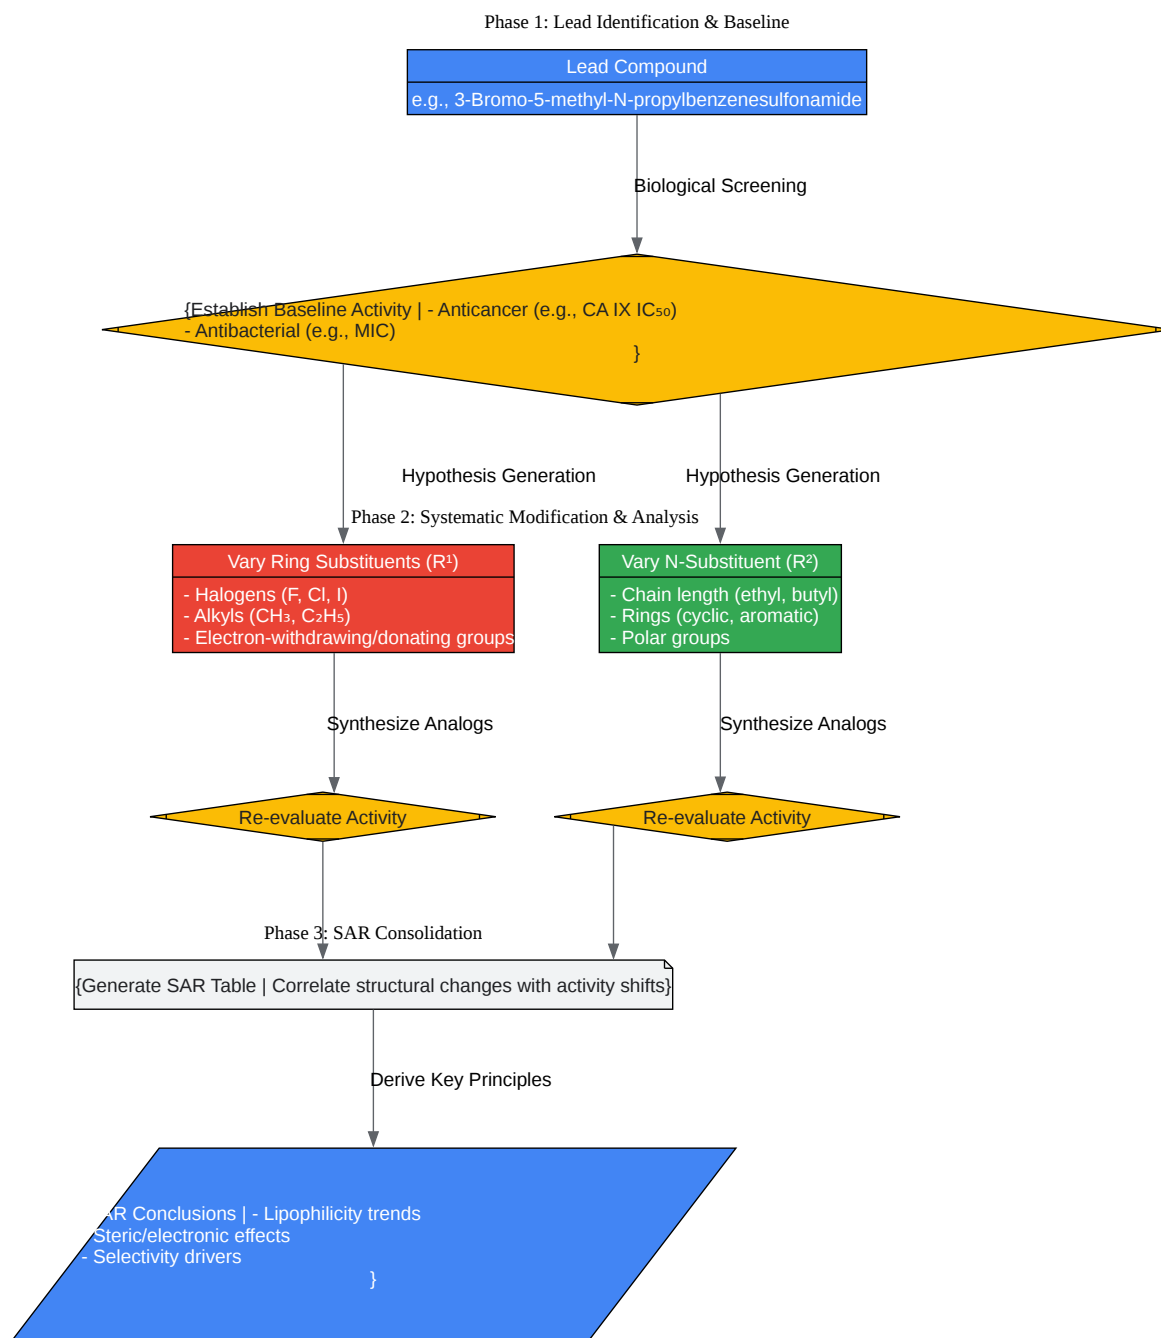 Phase 1: Lead Identification & Baseline
Lead Compound
e.g., 3-Bromo-5-methyl-N-propylbenzenesulfonamide
Biological Screening
{Establish Baseline Activity | - Anticancer (e.g., CA IX IC₅₀)
- Antibacterial (e.g., MIC)
}
Hypothesis Generation
Hypothesis Generation
Phase 2: Systematic Modification & Analysis
Vary Ring Substituents (R¹)
- Halogens (F, Cl, I)
- Alkyls (CH₃, C₂H₅)
- Electron-withdrawing/donating groups
Vary N-Substituent (R²)
- Chain length (ethyl, butyl)
- Rings (cyclic, aromatic)
- Polar groups
Synthesize Analogs
Synthesize Analogs
Re-evaluate Activity
Re-evaluate Activity
Phase 3: SAR Consolidation
{Generate SAR Table | Correlate structural changes with activity shifts}
Derive Key Principles
AR Conclusions | - Lipophilicity trends
- Steric/electronic effects
- Selectivity drivers
}